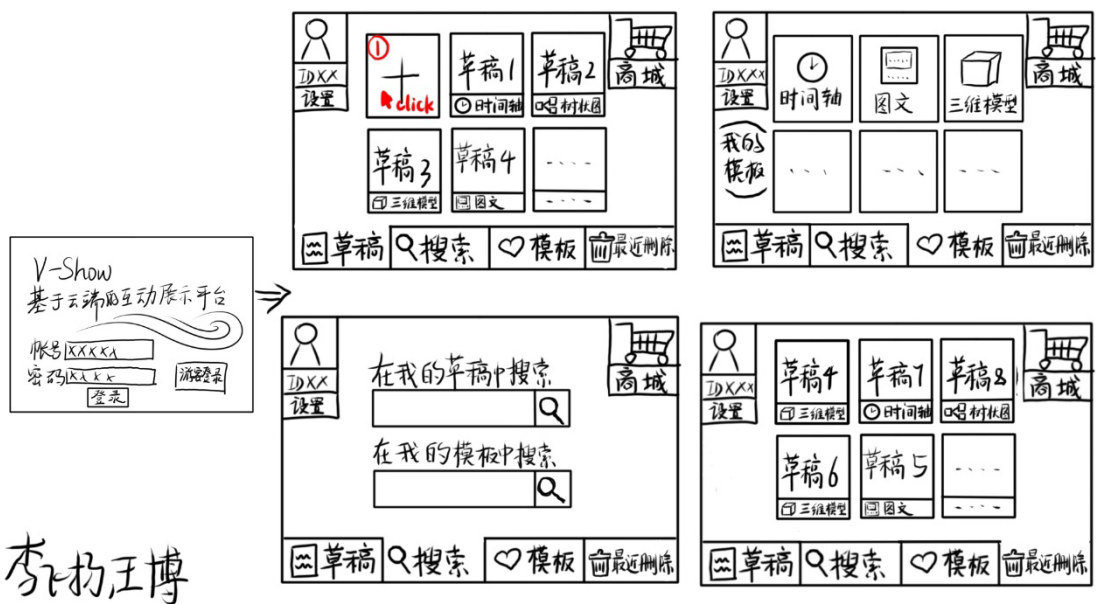 V-Show
基于云端的互动展示平台
帐号 xxxxx
密码 xxxx
游客登录
登录
李飞扬,王博
IDXX
设置
①
click
草稿1
时间轴
草稿2
树状图
商城
草稿3
三维模型
草稿4
图文
....
....
草稿
搜索
模板
最近删除
IDXXX
设置
时间轴
图文
三维模型
商城
我的
模板
....
....
....
草稿
搜索
模板
最近删除
IDXX
设置
在我的草稿中搜索
在我的模板中搜索
商城
草稿
搜索
模板
最近删除
IDXXX
设置
草稿4
三维模型
草稿7
时间轴
草稿8
树状图
商城
草稿6
三维模型
草稿5
图文
....
....
草稿
搜索
模板
最近删除